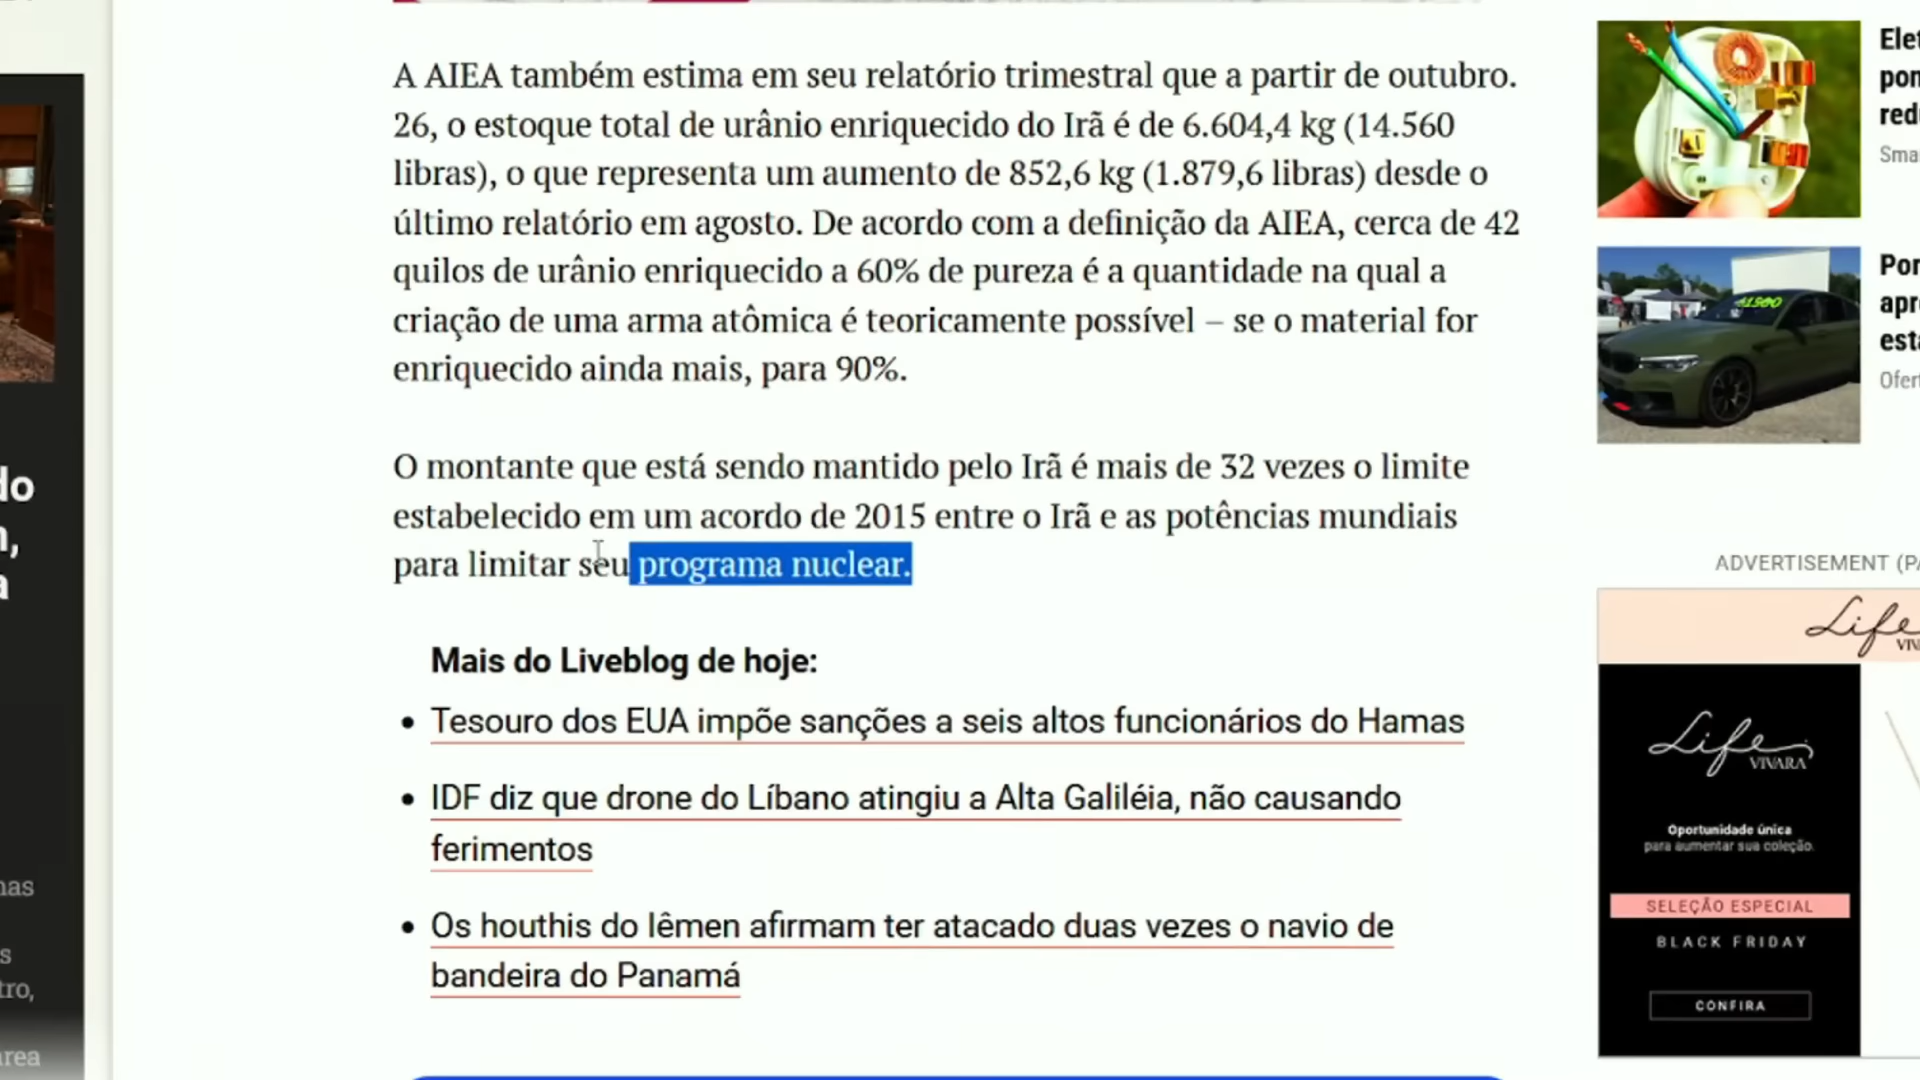 A AIEA também estima em seu relatório trimestral que a partir de outubro.
26, o estoque total de urânio enriquecido do Irã é de 6.604,4 kg (14.560
libras), o que representa um aumento de 852,6 kg (1.879,6 libras) desde o
último relatório em agosto. De acordo com a definição da AIEA, cerca de 42
quilos de urânio enriquecido a 60% de pureza é a quantidade na qual a
criação de uma arma atômica é teoricamente possível – se o material for
enriquecido ainda mais, para 90%.
O montante que está sendo mantido pelo Irã é mais de 32 vezes o limite
estabelecido em um acordo de 2015 entre o Irã e as potências mundiais
para limitar seu programa nuclear.
Mais do Liveblog de hoje:
• Tesouro dos EUA impõe sanções a seis altos funcionários do Hamas
• IDF diz que drone do Líbano atingiu a Alta Galiléia, não causando
ferimentos
• Os houthis do Iêmen afirmam ter atacado duas vezes o navio de
bandeira do Panamá
ADVERTISEMENT
Life
Life
VIVARA
Oportunidade única
para aumentar sua coleção.
SELEÇÃO ESPECIAL
BLACK FRIDAY
CONFIRA